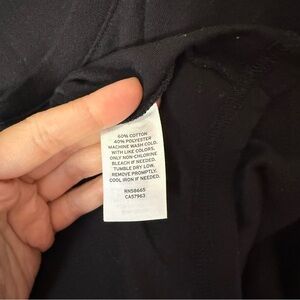 60% COTTON
40% POLYESTER
MACHINE WASH COLD.
WITH LIKE COLORS.
ONLY NON-CHLORINE
BLEACH IF NEEDED.
TUMBLE DRY LOW.
REMOVE PROMPTLY.
COOL IRON IF NEEDED.
RN58665
CA57963